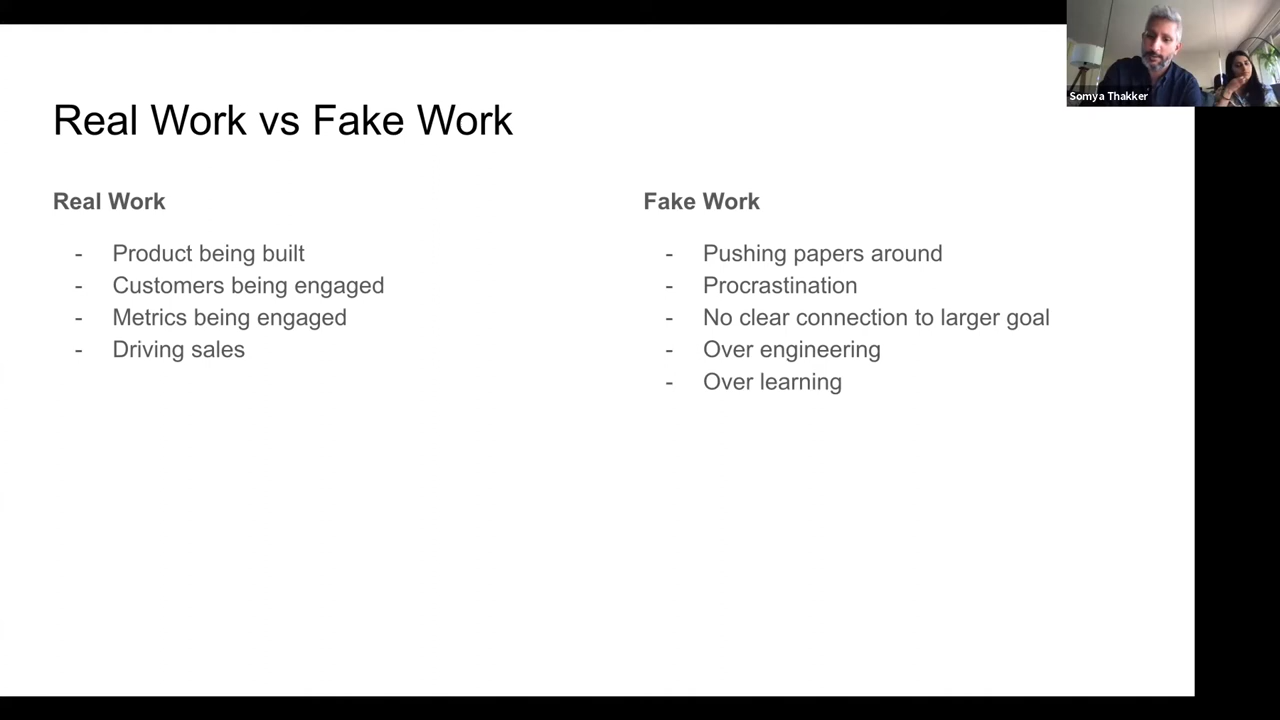 Real Work vs Fake Work
Real Work
- Product being built
- Customers being engaged
- Metrics being engaged
- Driving sales
Fake Work
- Pushing papers around
- Procrastination
- No clear connection to larger goal
- Over engineering
- Over learning
Somya Thakker